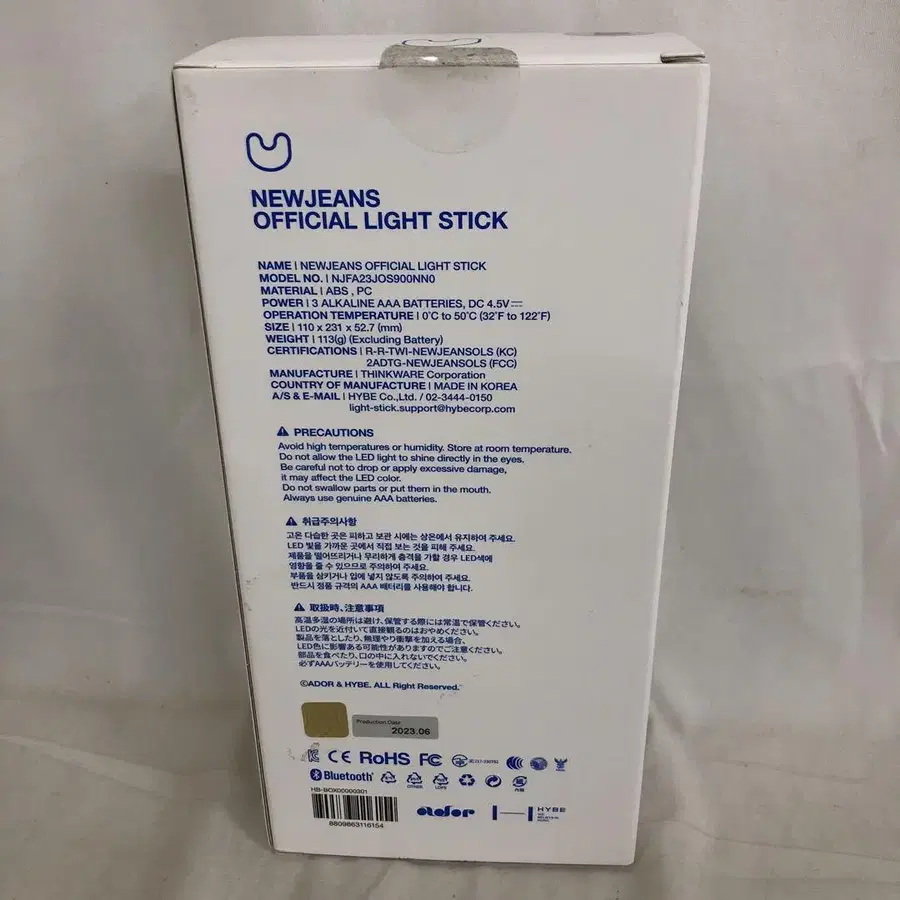 NEWJEANS
OFFICIAL LIGHT STICK
NAME | NEWJEANS OFFICIAL LIGHT STICK
MODEL NO. | NJFA23JOS900NN0
MATERIAL | ABS , PC
POWER | 3 ALKALINE AAA BATTERIES, DC 4.5V⎓
OPERATION TEMPERATURE | 0°C to 50°C (32°F to 122°F)
SIZE | 110 x 231 x 52.7 (mm)
WEIGHT | 113(g) (Excluding Battery)
CERTIFICATIONS | R-R-TWI-NEWJEANSOLS (KC)
2ADTG-NEWJEANSOLS (FCC)
MANUFACTURE | THINKWARE Corporation
COUNTRY OF MANUFACTURE | MADE IN KOREA
A/S & E-MAIL | HYBE Co.,Ltd. / 02-3444-0150
light-stick.support@hybecorp.com
⚠ PRECAUTIONS
Avoid high temperatures or humidity. Store at room temperature.
Do not allow the LED light to shine directly in the eyes.
Be careful not to drop or apply excessive damage,
it may affect the LED color.
Do not swallow parts or put them in the mouth.
Always use genuine AAA batteries.
⚠ 취급주의사항
고온 다습한 곳은 피하고 보관 시에는 상온에서 유지하여 주세요.
LED 빛을 가까운 곳에서 직접 보는 것을 피해 주세요.
제품을 떨어뜨리거나 무리하게 충격을 가할 경우 LED색에
영향을 줄 수 있으므로 주의하여 주세요.
부품을 삼키거나 입에 넣지 않도록 주의하여 주세요.
반드시 정품 규격의 AAA 배터리를 사용해야 합니다.
⚠ 取扱時、注意事項
高温多湿の場所は避け、保管する際には常温で保管ください。
LEDの光を近付いて直接観るのはおやめください。
製品を落としたり、無理やり衝撃を加える場合、
LED色に影響ある可能性がありますのでご注意ください。
部品を食べたり、口の中に入れないでください。
必ずAAAバッテリーを使用してください。
©ADOR & HYBE. ALL Right Reserved.
Production Date
2023.06
CE RoHS FC
Bluetooth®
OTHER
LDPE
HB-BOX00000301
8809863116154
ador
HYBE